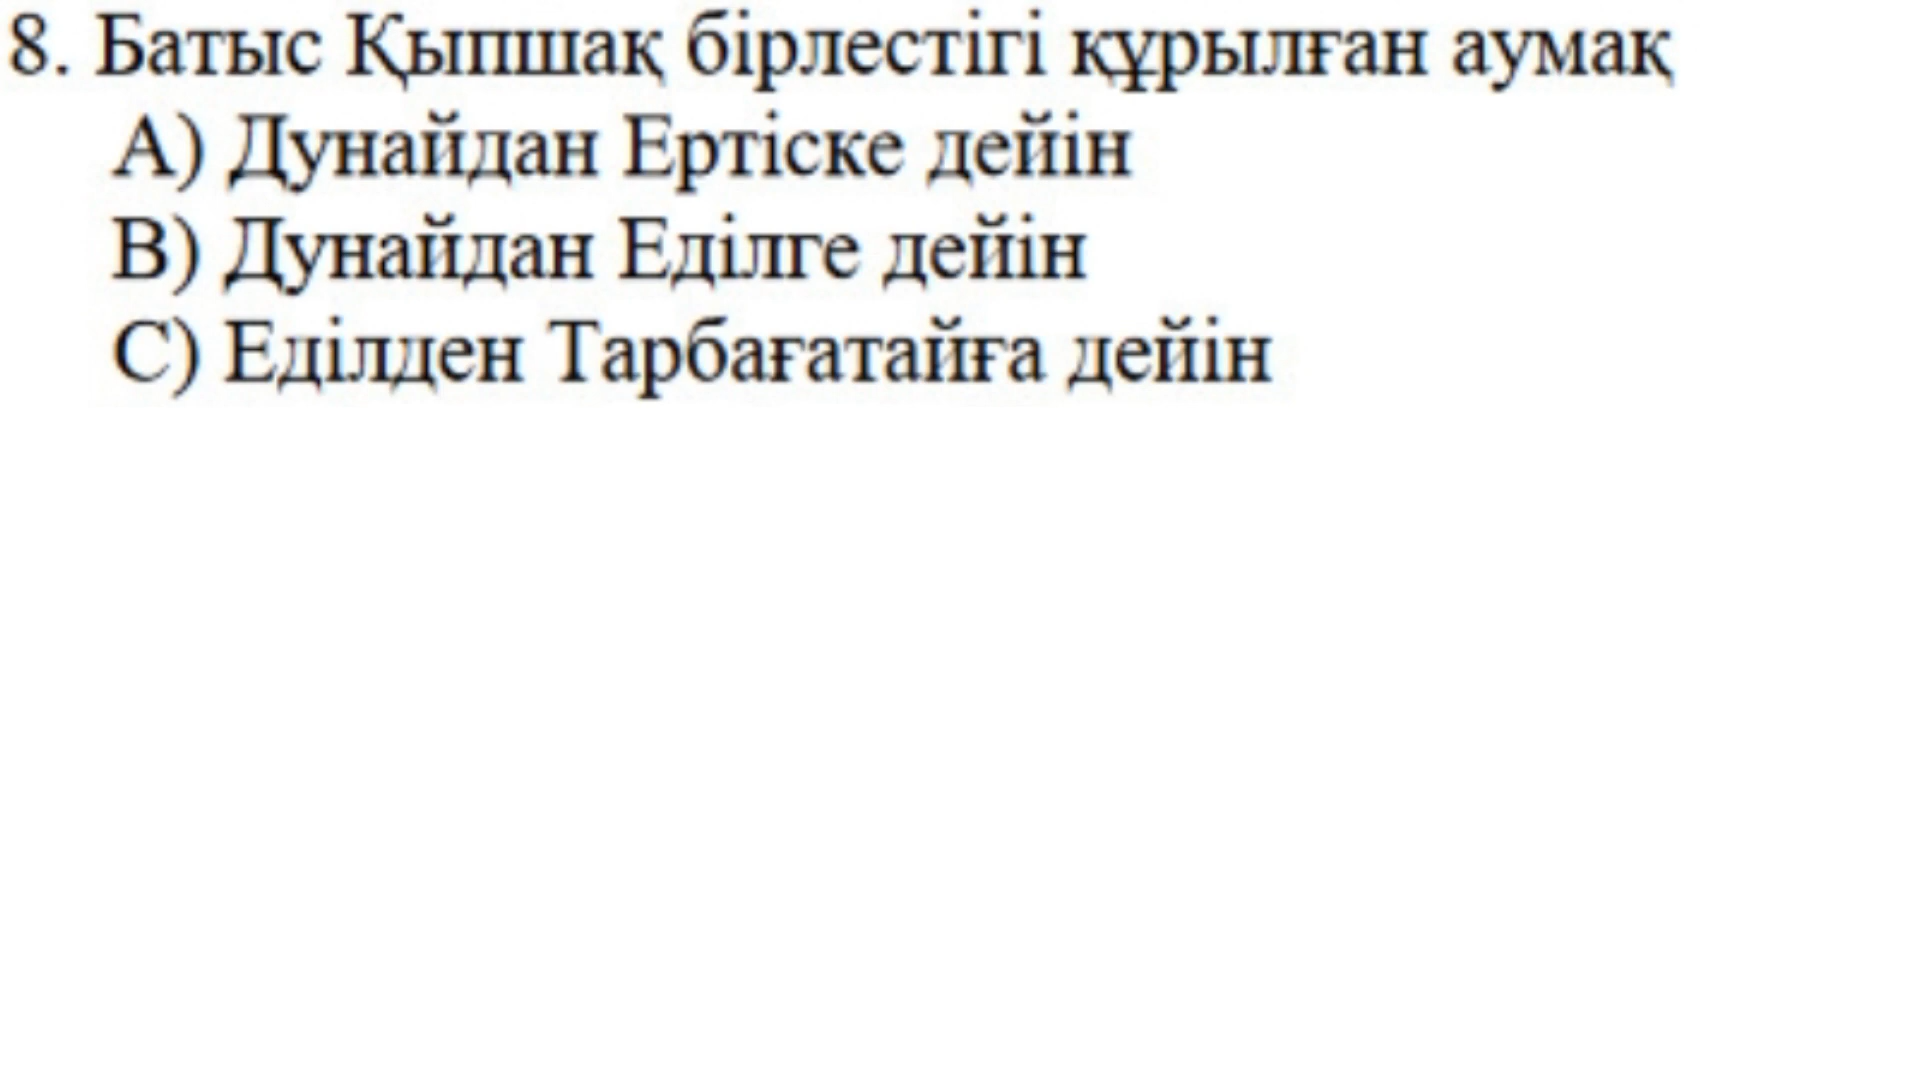 8. Батыс Қыпшақ бірлестігі құрылған аумақ
A) Дунайдан Ертіске дейін
B) Дунайдан Еділге дейін
C) Еділден Тарбағатайға дейін